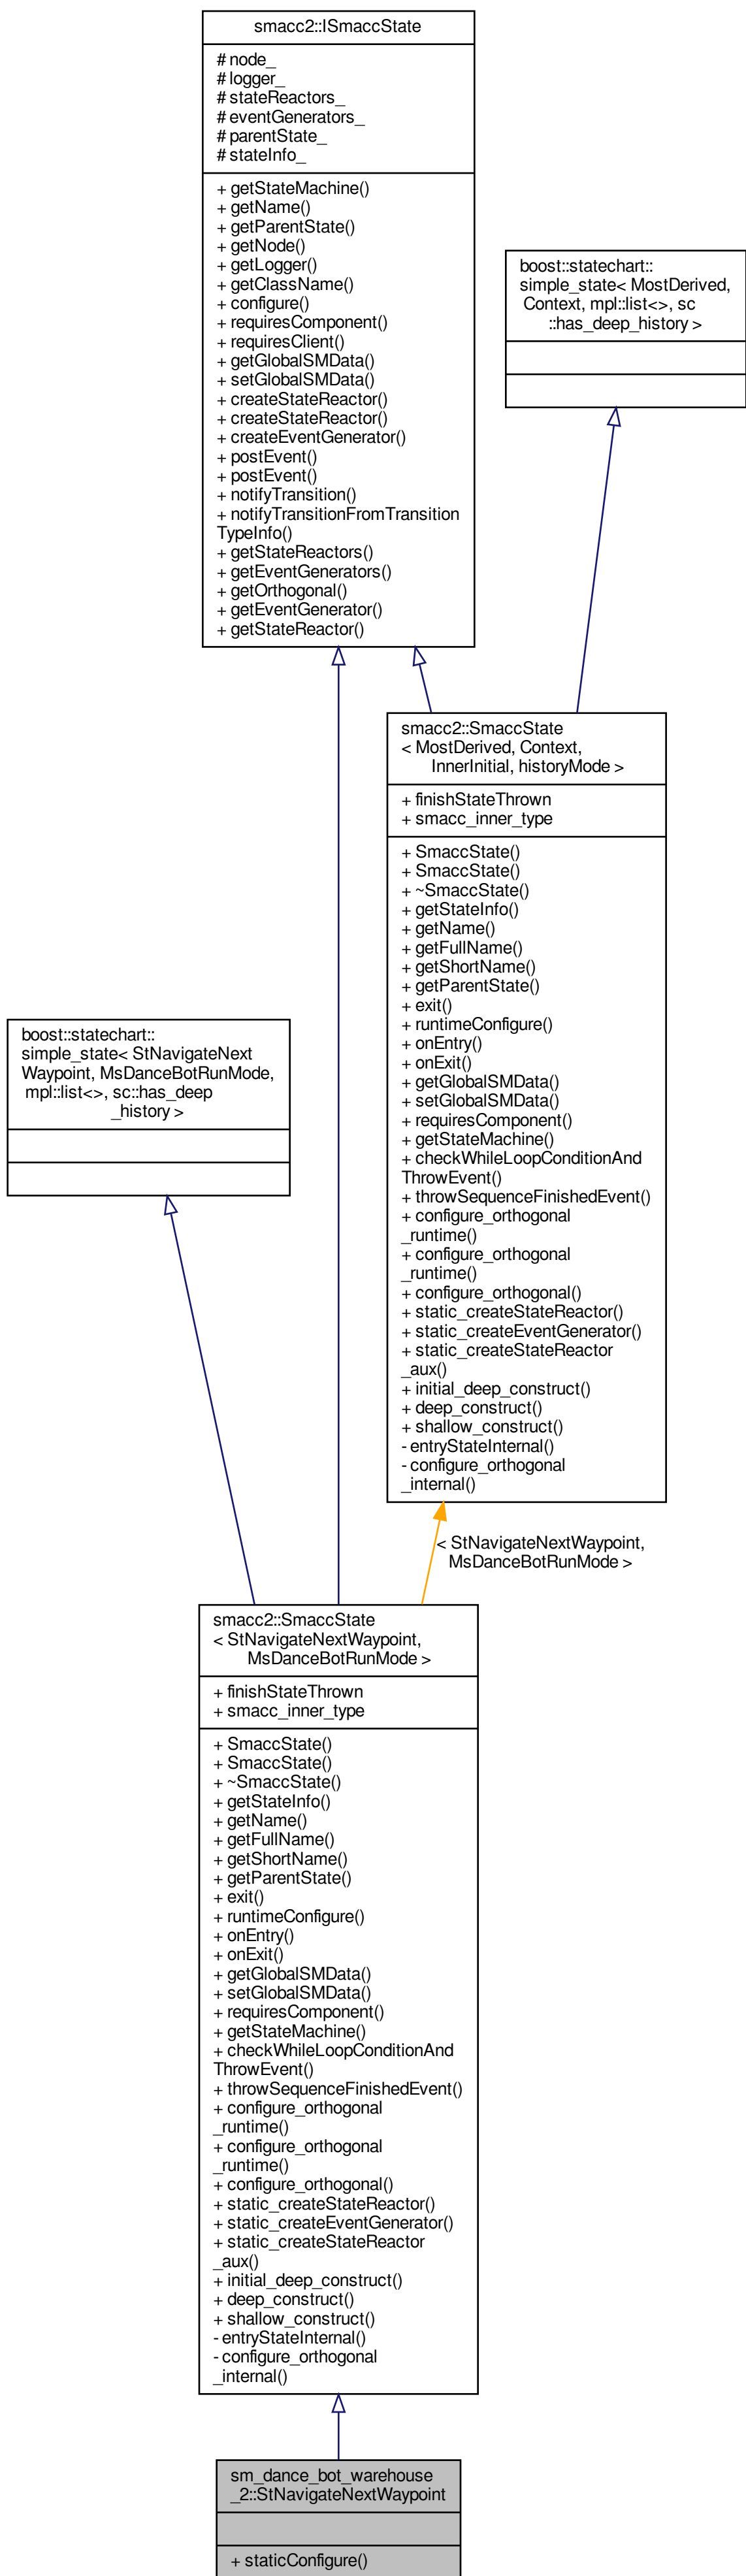 smacc2::ISmaccState
# node_
# logger_
# stateReactors_
# eventGenerators_
# parentState_
# stateInfo_
+ getStateMachine()
+ getName()
+ getParentState()
+ getNode()
+ getLogger()
+ getClassName()
+ configure()
+ requiresComponent()
+ requiresClient()
+ getGlobalSMData()
+ setGlobalSMData()
+ createStateReactor()
+ createStateReactor()
+ createEventGenerator()
+ postEvent()
+ postEvent()
+ notifyTransition()
+ notifyTransitionFromTransition
TypeInfo()
+ getStateReactors()
+ getEventGenerators()
+ getOrthogonal()
+ getEventGenerator()
+ getStateReactor()
boost::statechart::
simple_state< MostDerived,
Context, mpl::list<>, sc
::has_deep_history >
smacc2::SmaccState
< MostDerived, Context,
InnerInitial, historyMode >
+ finishStateThrown
+ smacc_inner_type
+ SmaccState()
+ SmaccState()
+ ~SmaccState()
+ getStateInfo()
+ getName()
+ getFullName()
+ getShortName()
+ getParentState()
+ exit()
+ runtimeConfigure()
+ onEntry()
+ onExit()
+ getGlobalSMData()
+ setGlobalSMData()
+ requiresComponent()
+ getStateMachine()
+ checkWhileLoopConditionAnd
ThrowEvent()
+ throwSequenceFinishedEvent()
+ configure_orthogonal
_runtime()
+ configure_orthogonal
_runtime()
+ configure_orthogonal()
+ static_createStateReactor()
+ static_createEventGenerator()
+ static_createStateReactor
_aux()
+ initial_deep_construct()
+ deep_construct()
+ shallow_construct()
- entryStateInternal()
- configure_orthogonal
_internal()
boost::statechart::
simple_state< StNavigateNext
Waypoint, MsDanceBotRunMode,
mpl::list<>, sc::has_deep
_history >
< StNavigateNextWaypoint,
MsDanceBotRunMode >
smacc2::SmaccState
< StNavigateNextWaypoint,
MsDanceBotRunMode >
+ finishStateThrown
+ smacc_inner_type
+ SmaccState()
+ SmaccState()
+ ~SmaccState()
+ getStateInfo()
+ getName()
+ getFullName()
+ getShortName()
+ getParentState()
+ exit()
+ runtimeConfigure()
+ onEntry()
+ onExit()
+ getGlobalSMData()
+ setGlobalSMData()
+ requiresComponent()
+ getStateMachine()
+ checkWhileLoopConditionAnd
ThrowEvent()
+ throwSequenceFinishedEvent()
+ configure_orthogonal
_runtime()
+ configure_orthogonal
_runtime()
+ configure_orthogonal()
+ static_createStateReactor()
+ static_createEventGenerator()
+ static_createStateReactor
_aux()
+ initial_deep_construct()
+ deep_construct()
+ shallow_construct()
- entryStateInternal()
- configure_orthogonal
_internal()
sm_dance_bot_warehouse
_2::StNavigateNextWaypoint
+ staticConfigure()